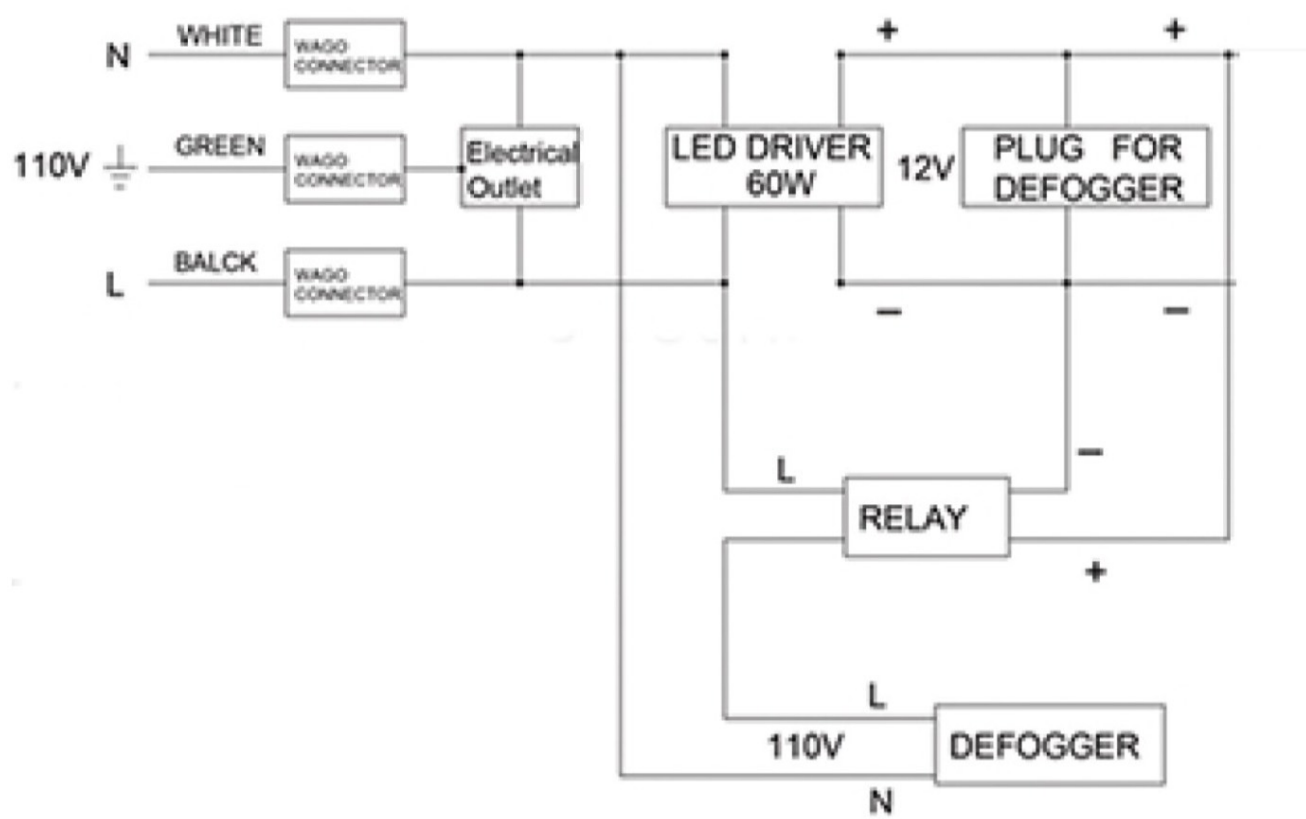 N WHITE WAGO
CONNECTOR
+ +
110V GREEN WAGO
CONNECTOR
Electrical
Outlet
LED DRIVER
60W
12V
PLUG FOR
DEFOGGER
L BALCK WAGO
CONNECTOR
− −
L
−
RELAY
+
L
110V
DEFOGGER
N